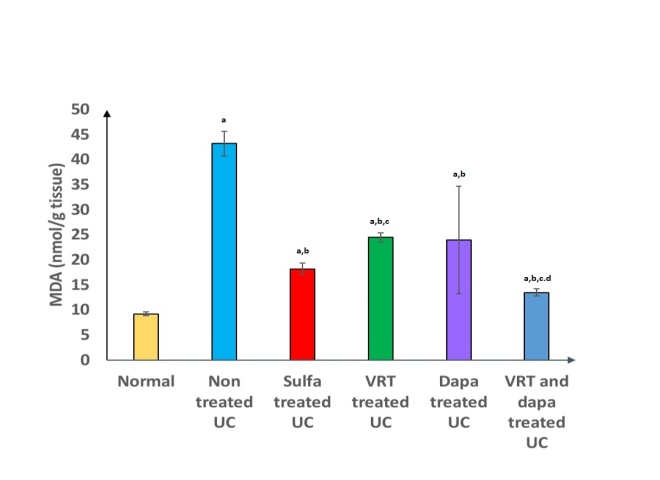 50
45
40
35
30
25
20
15
10
5
0
MDA (nmol/g tissue)
a
a,b
a,b,c
a,b
a,b,c.d
Normal
Non
treated
UC
Sulfa
treated
UC
VRT
treated
UC
Dapa
treated
UC
VRT and
dapa
treated
UC